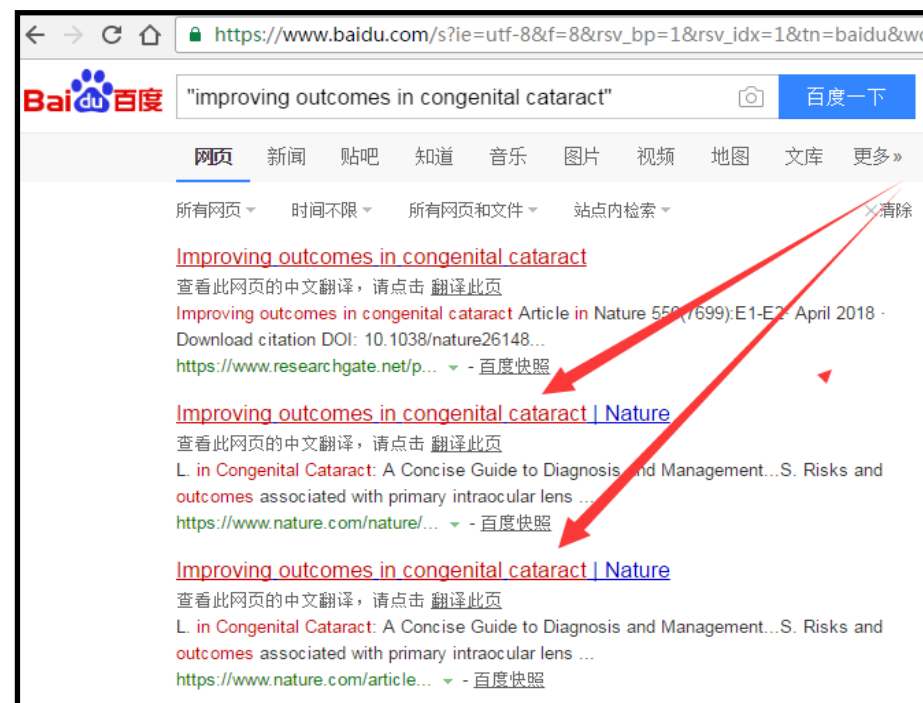 https://www.baidu.com/s?ie=utf-8&f=8&rsv_bp=1&rsv_idx=1&tn=baidu&wo
Bai du 百度 "improving outcomes in congenital cataract" 百度一下
网页 新闻 贴吧 知道 音乐 图片 视频 地图 文库 更多»
所有网页 时间不限 所有网页和文件 站点内检索 清除
Improving outcomes in congenital cataract
查看此网页的中文翻译，请点击 翻译此页
Improving outcomes in congenital cataract Article in Nature 556(7699):E1-E2· April 2018 ·
Download citation DOI: 10.1038/nature26148...
https://www.researchgate.net/p... - 百度快照
Improving outcomes in congenital cataract | Nature
查看此网页的中文翻译，请点击 翻译此页
L. in Congenital Cataract: A Concise Guide to Diagnosis and Management...S. Risks and
outcomes associated with primary intraocular lens ...
https://www.nature.com/nature/... - 百度快照
Improving outcomes in congenital cataract | Nature
查看此网页的中文翻译，请点击 翻译此页
L. in Congenital Cataract: A Concise Guide to Diagnosis and Management...S. Risks and
outcomes associated with primary intraocular lens ...
https://www.nature.com/article... - 百度快照